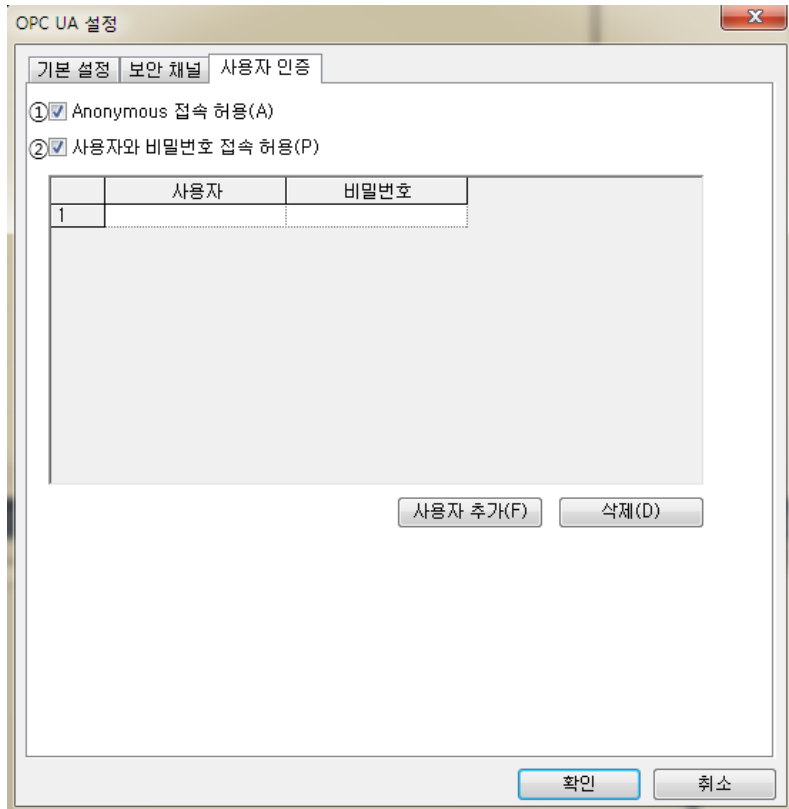 OPC UA 설정
기본 설정 보안 채널 사용자 인증
① Anonymous 접속 허용(A)
② 사용자와 비밀번호 접속 허용(P)
사용자 비밀번호
1
사용자 추가(F) 삭제(D)
확인 취소